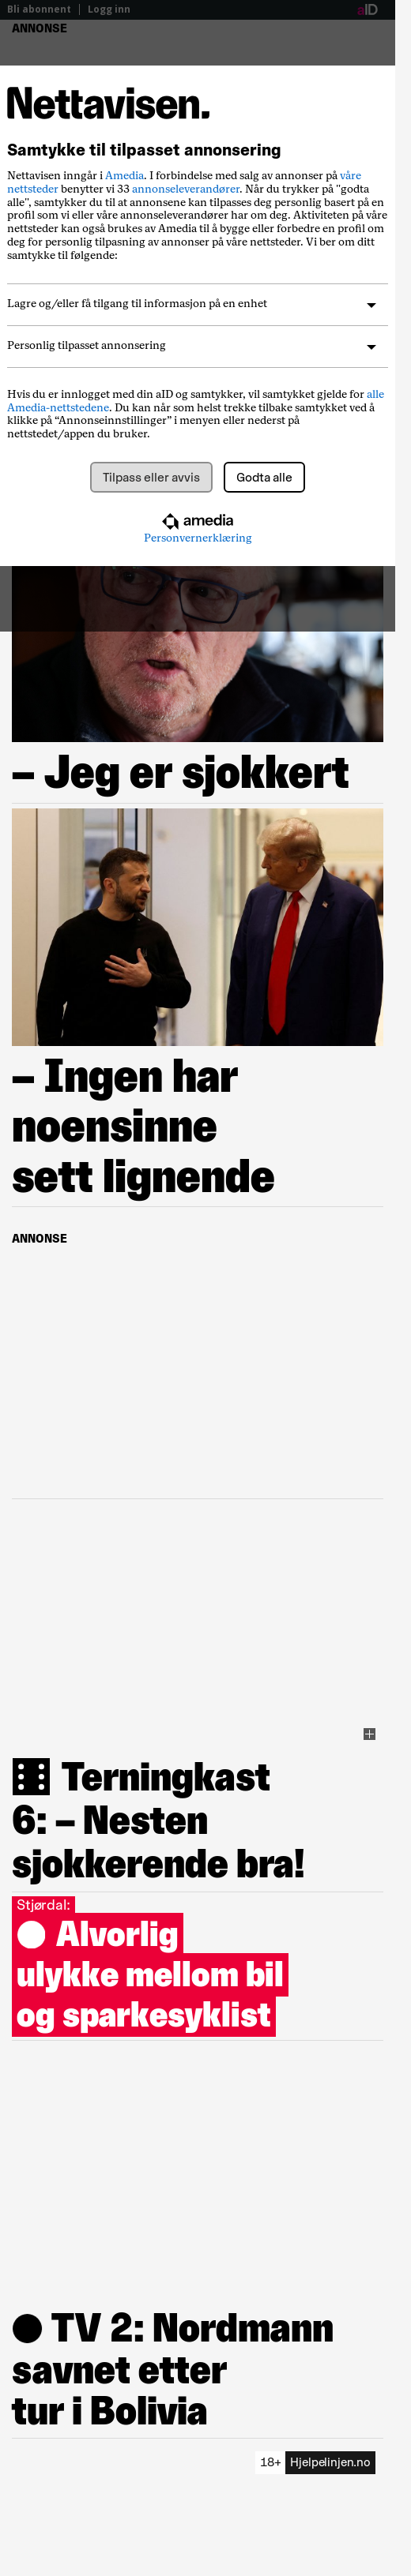 Bli abonnent | Logg inn
aID
ANNONSE
Nettavisen.
Samtykke til tilpasset annonsering
Nettavisen inngår i Amedia. I forbindelse med salg av annonser på våre
nettsteder benytter vi 33 annonseleverandører. Når du trykker på "godta
alle", samtykker du til at annonsene kan tilpasses deg personlig basert på en
profil som vi eller våre annonseleverandører har om deg. Aktiviteten på våre
nettsteder kan også brukes av Amedia til å bygge eller forbedre en profil om
deg for personlig tilpasning av annonser på våre nettsteder. Vi ber om ditt
samtykke til følgende:
Lagre og/eller få tilgang til informasjon på en enhet
Personlig tilpasset annonsering
Hvis du er innlogget med din aID og samtykker, vil samtykket gjelde for alle
Amedia-nettstedene. Du kan når som helst trekke tilbake samtykket ved å
klikke på “Annonseinnstillinger” i menyen eller nederst på
nettstedet/appen du bruker.
Tilpass eller avvis
Godta alle
amedia
Personvernerklæring
– Jeg er sjokkert
– Ingen har
noensinne
sett lignende
ANNONSE
Terningkast
6: – Nesten
sjokkerende bra!
Stjørdal:
Alvorlig
ulykke mellom bil
og sparkesyklist
TV 2: Nordmann
savnet etter
tur i Bolivia
18+ Hjelpelinjen.no